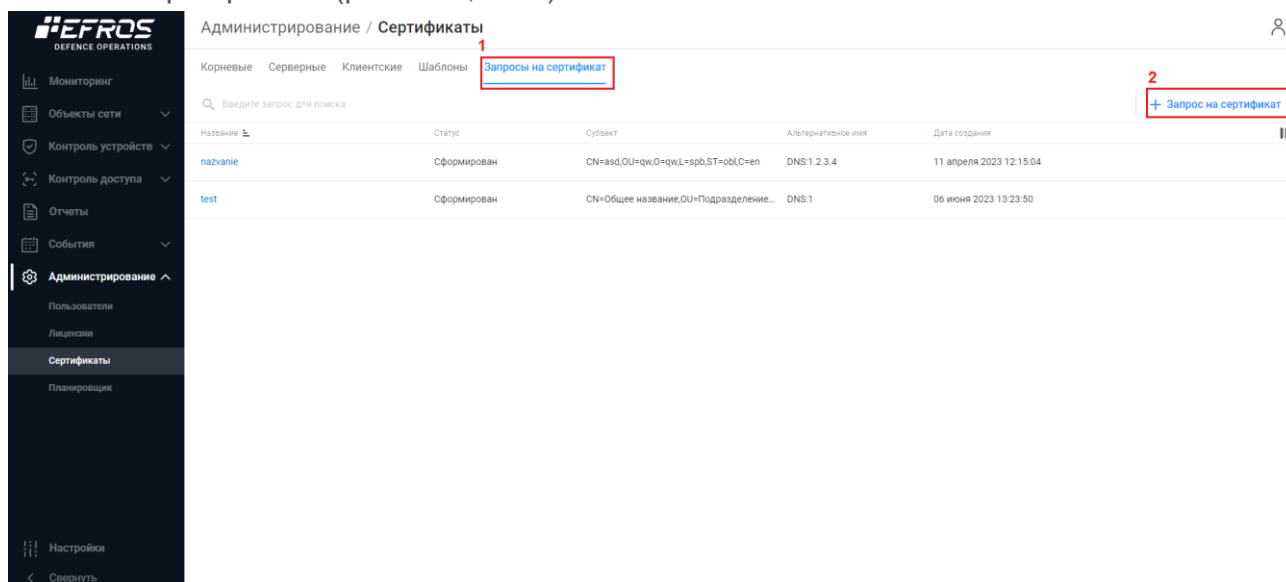 EFROS
DEFENCE OPERATIONS
Администрирование / Сертификаты
1
Корневые Серверные Клиентские Шаблоны Запросы на сертификат
2
Введите запрос для поиска
+ Запрос на сертификат
Название Статус Субъект Альтернативное имя Дата создания
nazvanie Сформирован CN=asd,OU=qw,O=qw,L=spb,ST=obl,C=en DNS:1.2.3.4 11 апреля 2023 12:15:04
test Сформирован CN=Общее название,OU=Подразделение... DNS:1 06 июня 2023 13:23:50
Мониторинг
Объекты сети
Контроль устройств
Контроль доступа
Отчеты
События
Администрирование
Пользователи
Лицензии
Сертификаты
Планировщик
Настройки
Свернуть